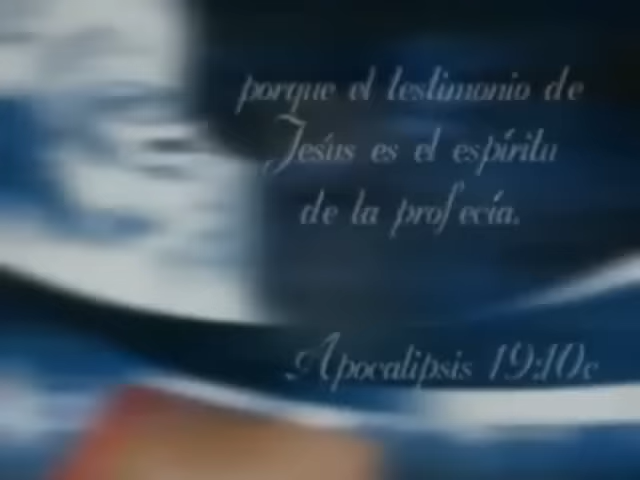 porque el testimonio de
Jesús es el espíritu
de la profecía.
Apocalipsis 19:10c